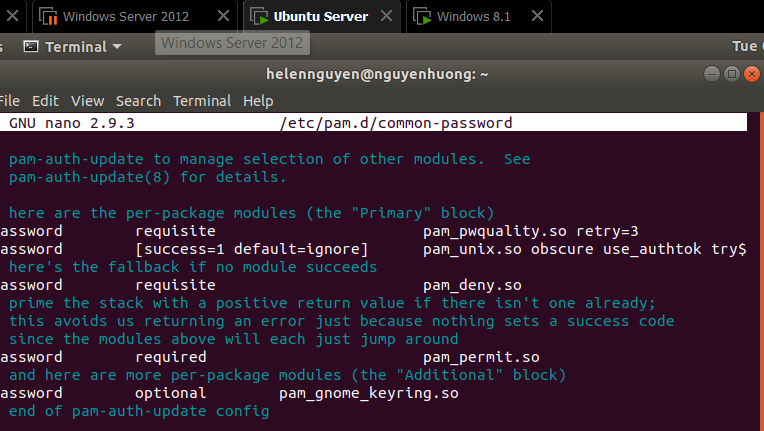 Windows Server 2012
Ubuntu Server
Windows 8.1
s
Terminal
Windows Server 2012
Tue
helennguyen@nguyenhuong: ~
File Edit View Search Terminal Help
GNU nano 2.9.3 /etc/pam.d/common-password
pam-auth-update to manage selection of other modules. See
pam-auth-update(8) for details.
here are the per-package modules (the "Primary" block)
assword requisite pam_pwquality.so retry=3
assword [success=1 default=ignore] pam_unix.so obscure use_authtok try$
here's the fallback if no module succeeds
assword requisite pam_deny.so
prime the stack with a positive return value if there isn't one already;
this avoids us returning an error just because nothing sets a success code
since the modules above will each just jump around
assword required pam_permit.so
and here are more per-package modules (the "Additional" block)
assword optional pam_gnome_keyring.so
end of pam-auth-update config